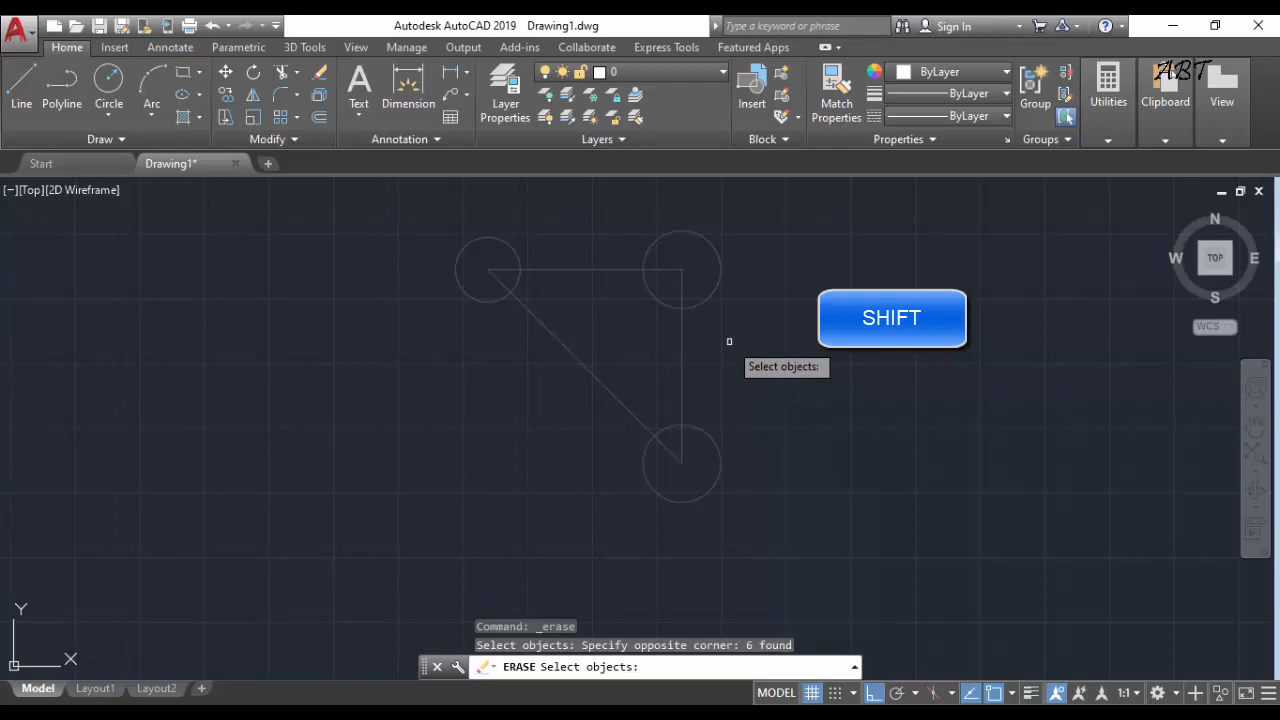 Autodesk AutoCAD 2019 Drawing1.dwg
Type a keyword or phrase
Sign In
Home Insert Annotate Parametric 3D Tools View Manage Output Add-ins Collaborate Express Tools Featured Apps
ABT
0
ByLayer
ByLayer
ByLayer
Line Polyline Circle Arc
Text Dimension
Layer Properties
Insert
Match Properties
Group
Utilities
Clipboard
View
Draw Modify Annotation Layers Block Properties Groups
Start Drawing1* +
[−][Top][2D Wireframe]
N
W TOP E
S
WCS
SHIFT
Select objects:
Y
X
Command: _erase
Select objects: Specify opposite corner: 6 found
ERASE Select objects:
Model Layout1 Layout2 +
MODEL 1:1